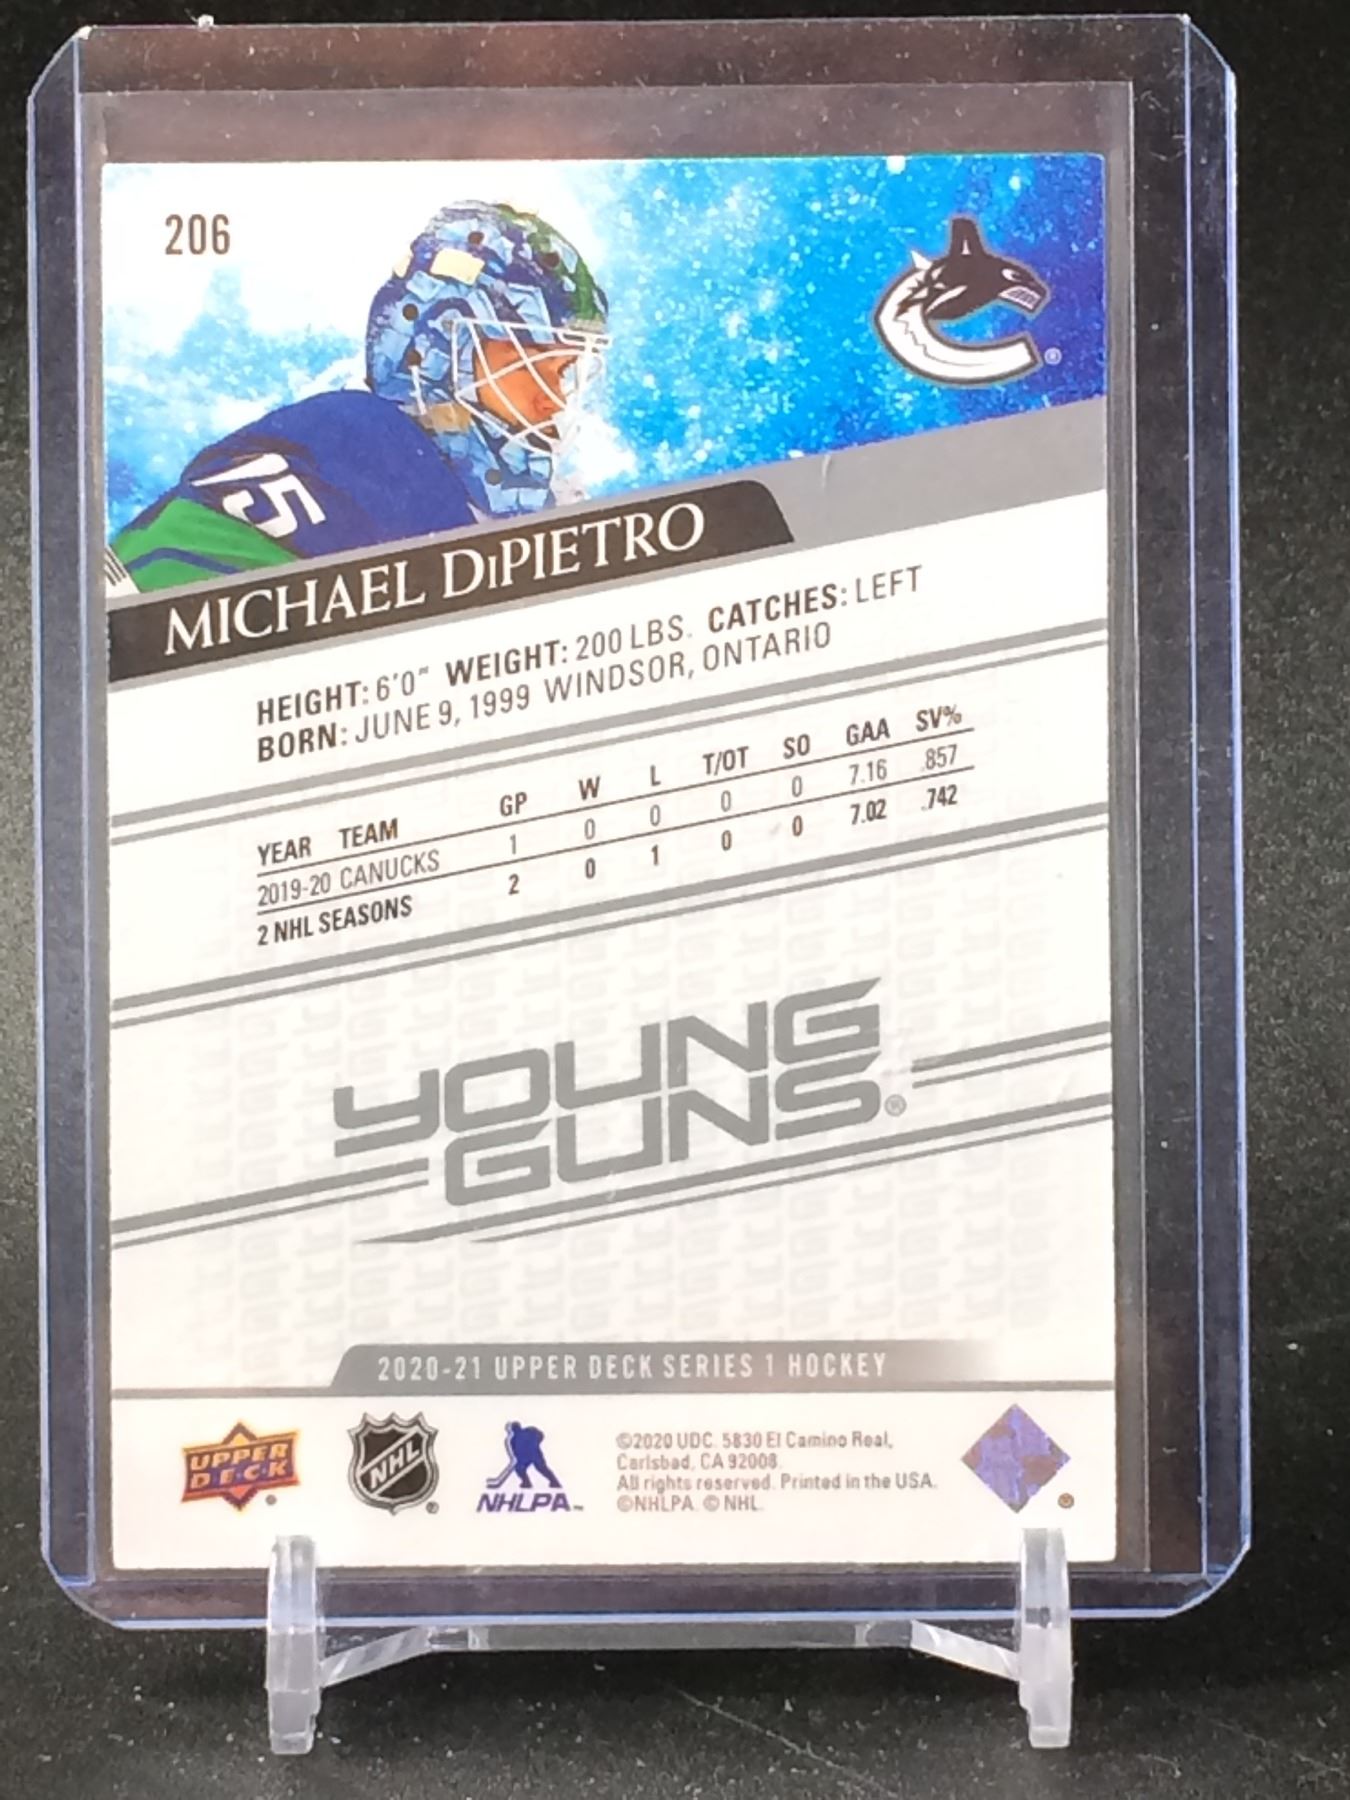 206
15
MICHAEL DiPIETRO
HEIGHT: 6'0" WEIGHT: 200 LBS. CATCHES: LEFT
BORN: JUNE 9, 1999 WINDSOR, ONTARIO
YEAR TEAM GP W L T/OT SO GAA SV%
2019-20 CANUCKS 1 0 0 0 0 7.16 .857
2 NHL SEASONS 2 0 1 0 0 7.02 .742
YOUNG
GUNS®
2020-21 UPPER DECK SERIES 1 HOCKEY
UPPER
DECK
NHL
NHLPA™
©2020 UDC. 5830 El Camino Real,
Carlsbad, CA 92008.
All rights reserved. Printed in the USA.
©NHLPA. © NHL.